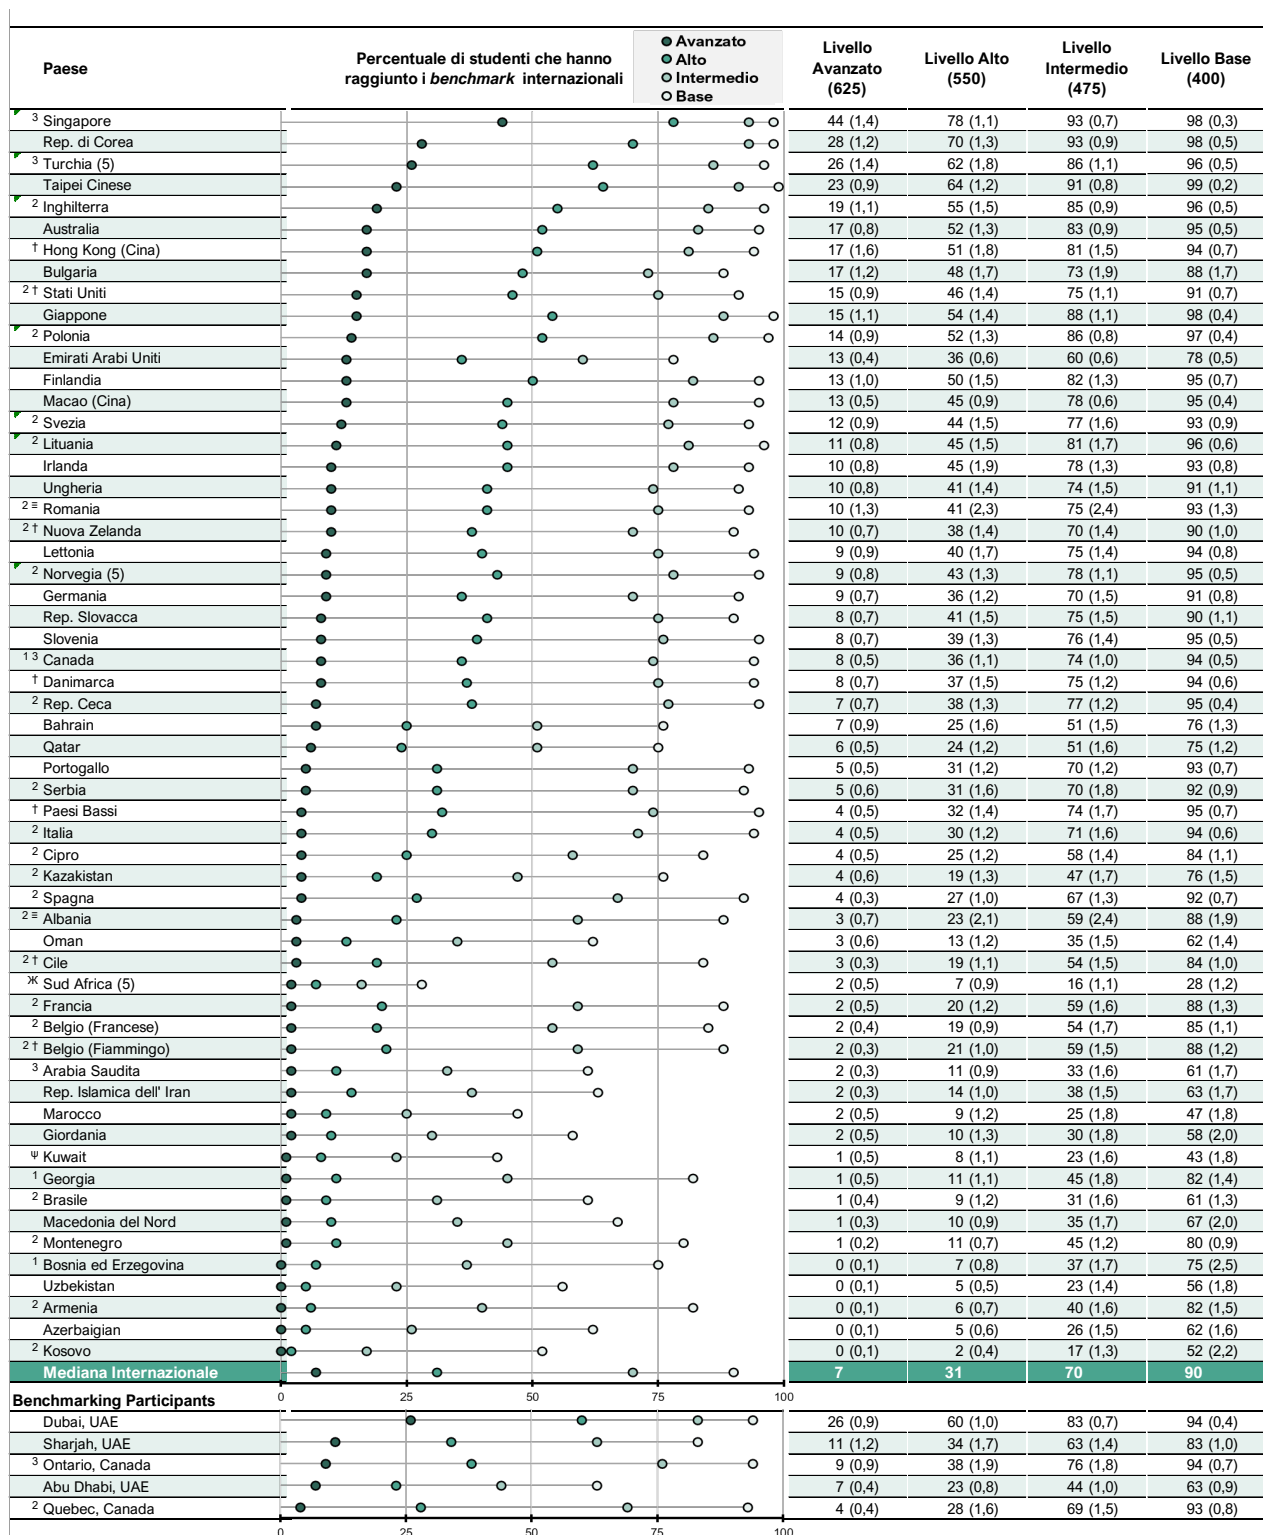 Paese Percentuale di studenti che hanno raggiunto i benchmark internazionali Avanzato Alto Intermedio Base Livello Avanzato (625) Livello Alto (550) Livello Intermedio (475) Livello Base (400)
3 Singapore 44 (1,4) 78 (1,1) 93 (0,7) 98 (0,3)
Rep. di Corea 28 (1,2) 70 (1,3) 93 (0,9) 98 (0,5)
3 Turchia (5) 26 (1,4) 62 (1,8) 86 (1,1) 96 (0,5)
Taipei Cinese 23 (0,9) 64 (1,2) 91 (0,8) 99 (0,2)
2 Inghilterra 19 (1,1) 55 (1,5) 85 (0,9) 96 (0,5)
Australia 17 (0,8) 52 (1,3) 83 (0,9) 95 (0,5)
† Hong Kong (Cina) 17 (1,6) 51 (1,8) 81 (1,5) 94 (0,7)
Bulgaria 17 (1,2) 48 (1,7) 73 (1,9) 88 (1,7)
2 † Stati Uniti 15 (0,9) 46 (1,4) 75 (1,1) 91 (0,7)
Giappone 15 (1,1) 54 (1,4) 88 (1,1) 98 (0,4)
2 Polonia 14 (0,9) 52 (1,3) 86 (0,8) 97 (0,4)
Emirati Arabi Uniti 13 (0,4) 36 (0,6) 60 (0,6) 78 (0,5)
Finlandia 13 (1,0) 50 (1,5) 82 (1,3) 95 (0,7)
Macao (Cina) 13 (0,5) 45 (0,9) 78 (0,6) 95 (0,4)
2 Svezia 12 (0,9) 44 (1,5) 77 (1,6) 93 (0,9)
2 Lituania 11 (0,8) 45 (1,5) 81 (1,7) 96 (0,6)
Irlanda 10 (0,8) 45 (1,9) 78 (1,3) 93 (0,8)
Ungheria 10 (0,8) 41 (1,4) 74 (1,5) 91 (1,1)
2 ≡ Romania 10 (1,3) 41 (2,3) 75 (2,4) 93 (1,3)
2 † Nuova Zelanda 10 (0,7) 38 (1,4) 70 (1,4) 90 (1,0)
Lettonia 9 (0,9) 40 (1,7) 75 (1,4) 94 (0,8)
2 Norvegia (5) 9 (0,8) 43 (1,3) 78 (1,1) 95 (0,5)
Germania 9 (0,7) 36 (1,2) 70 (1,5) 91 (0,8)
Rep. Slovacca 8 (0,7) 41 (1,5) 75 (1,5) 90 (1,1)
Slovenia 8 (0,7) 39 (1,3) 76 (1,4) 95 (0,5)
1 3 Canada 8 (0,5) 36 (1,1) 74 (1,0) 94 (0,5)
† Danimarca 8 (0,7) 37 (1,5) 75 (1,2) 94 (0,6)
2 Rep. Ceca 7 (0,7) 38 (1,3) 77 (1,2) 95 (0,4)
Bahrain 7 (0,9) 25 (1,6) 51 (1,5) 76 (1,3)
Qatar 6 (0,5) 24 (1,2) 51 (1,6) 75 (1,2)
Portogallo 5 (0,5) 31 (1,2) 70 (1,2) 93 (0,7)
2 Serbia 5 (0,6) 31 (1,6) 70 (1,8) 92 (0,9)
† Paesi Bassi 4 (0,5) 32 (1,4) 74 (1,7) 95 (0,7)
2 Italia 4 (0,5) 30 (1,2) 71 (1,6) 94 (0,6)
2 Cipro 4 (0,5) 25 (1,2) 58 (1,4) 84 (1,1)
2 Kazakistan 4 (0,6) 19 (1,3) 47 (1,7) 76 (1,5)
2 Spagna 4 (0,3) 27 (1,0) 67 (1,3) 92 (0,7)
2 ≡ Albania 3 (0,7) 23 (2,1) 59 (2,4) 88 (1,9)
Oman 3 (0,6) 13 (1,2) 35 (1,5) 62 (1,4)
2 † Cile 3 (0,3) 19 (1,1) 54 (1,5) 84 (1,0)
Ж Sud Africa (5) 2 (0,5) 7 (0,9) 16 (1,1) 28 (1,2)
2 Francia 2 (0,5) 20 (1,2) 59 (1,6) 88 (1,3)
2 Belgio (Francese) 2 (0,4) 19 (0,9) 54 (1,7) 85 (1,1)
2 † Belgio (Fiammingo) 2 (0,3) 21 (1,0) 59 (1,5) 88 (1,2)
3 Arabia Saudita 2 (0,3) 11 (0,9) 33 (1,6) 61 (1,7)
Rep. Islamica dell' Iran 2 (0,3) 14 (1,0) 38 (1,5) 63 (1,7)
Marocco 2 (0,5) 9 (1,2) 25 (1,8) 47 (1,8)
Giordania 2 (0,5) 10 (1,3) 30 (1,8) 58 (2,0)
Ψ Kuwait 1 (0,5) 8 (1,1) 23 (1,6) 43 (1,8)
1 Georgia 1 (0,5) 11 (1,1) 45 (1,8) 82 (1,4)
2 Brasile 1 (0,4) 9 (1,2) 31 (1,6) 61 (1,3)
Macedonia del Nord 1 (0,3) 10 (0,9) 35 (1,7) 67 (2,0)
2 Montenegro 1 (0,2) 11 (0,7) 45 (1,2) 80 (0,9)
1 Bosnia ed Erzegovina 0 (0,1) 7 (0,8) 37 (1,7) 75 (2,5)
Uzbekistan 0 (0,1) 5 (0,5) 23 (1,4) 56 (1,8)
2 Armenia 0 (0,1) 6 (0,7) 40 (1,6) 82 (1,5)
Azerbaigian 0 (0,1) 5 (0,6) 26 (1,5) 62 (1,6)
2 Kosovo 0 (0,1) 2 (0,4) 17 (1,3) 52 (2,2)
Mediana Internazionale 7 31 70 90
0 25 50 75 100
Benchmarking Participants
Dubai, UAE 26 (0,9) 60 (1,0) 83 (0,7) 94 (0,4)
Sharjah, UAE 11 (1,2) 34 (1,7) 63 (1,4) 83 (1,0)
3 Ontario, Canada 9 (0,9) 38 (1,9) 76 (1,8) 94 (0,7)
Abu Dhabi, UAE 7 (0,4) 23 (0,8) 44 (1,0) 63 (0,9)
2 Quebec, Canada 4 (0,4) 28 (1,6) 69 (1,5) 93 (0,8)
0 25 50 75 100